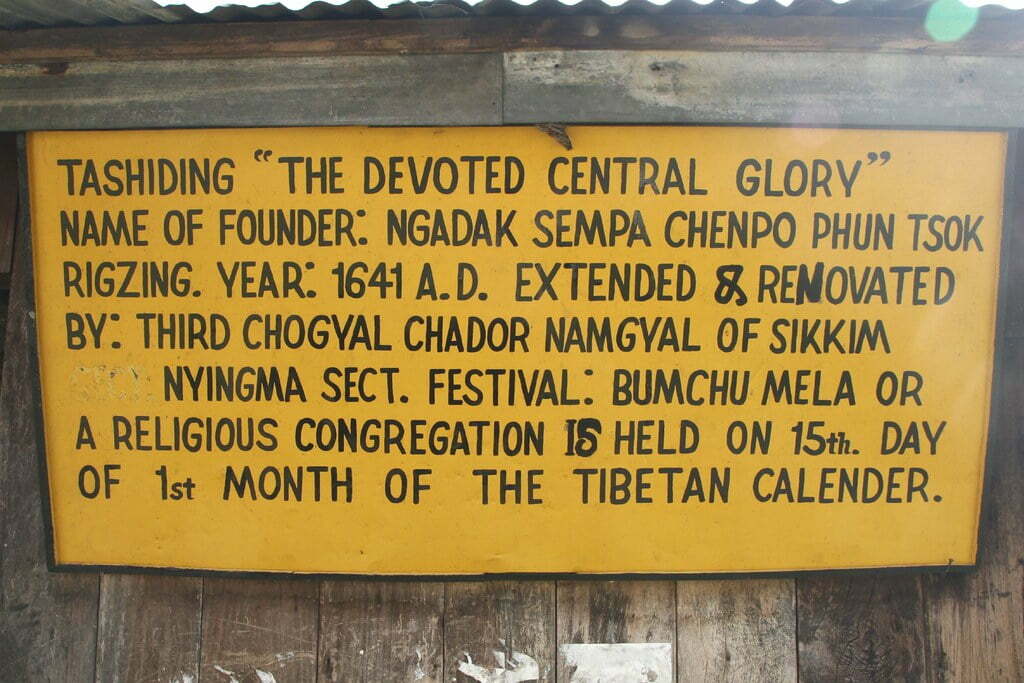 TASHIDING “THE DEVOTED CENTRAL GLORY”
NAME OF FOUNDER: NGADAK SEMPA CHENPO PHUN TSOK
RIGZING. YEAR: 1641 A.D. EXTENDED & RENOVATED
BY: THIRD CHOGYAL CHADOR NAMGYAL OF SIKKIM
NYINGMA SECT. FESTIVAL: BUMCHU MELA OR
A RELIGIOUS CONGREGATION IS HELD ON 15th. DAY
OF 1st MONTH OF THE TIBETAN CALENDER.